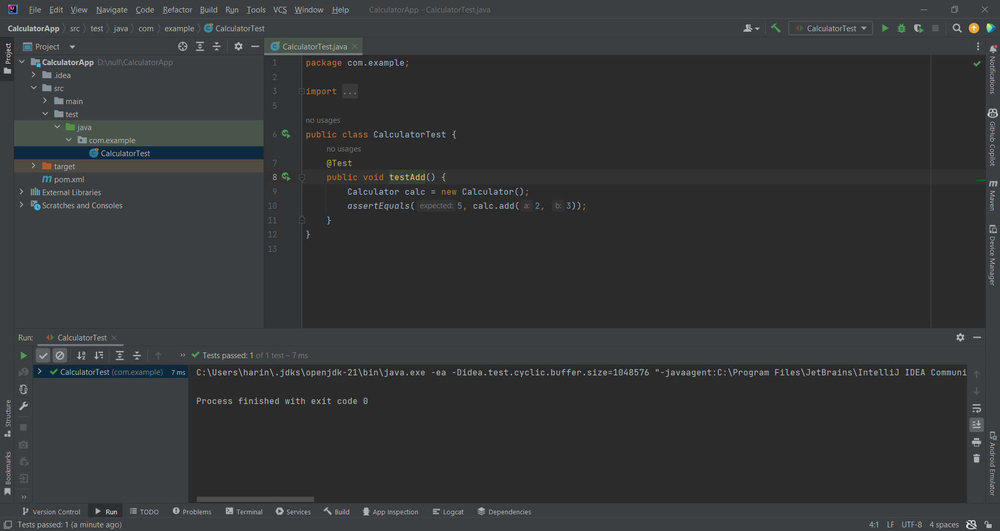 File Edit View Navigate Code Refactor Build Run Tools VCS Window Help CalculatorApp - CalculatorTest.java
CalculatorApp src test java com example CalculatorTest
CalculatorTest
Project
Project
CalculatorTest.java
CalculatorApp D:\null\CalculatorApp
.idea
src
main
test
java
com.example
CalculatorTest
target
pom.xml
External Libraries
Scratches and Consoles
1 package com.example;
2
3 import ...
5
no usages
6 public class CalculatorTest {
no usages
7 @Test
8 public void testAdd() {
9 Calculator calc = new Calculator();
10 assertEquals( expected: 5, calc.add( a: 2, b: 3));
11 }
12 }
13
Notifications
GitHub Copilot
Maven
Device Manager
Android Emulator
Structure
Bookmarks
Run: CalculatorTest
Tests passed: 1 of 1 test – 7 ms
CalculatorTest (com.example) 7 ms
C:\Users\harin\.jdks\openjdk-21\bin\java.exe -ea -Didea.test.cyclic.buffer.size=1048576 "-javaagent:C:\Program Files\JetBrains\IntelliJ IDEA Communi
Process finished with exit code 0
Version Control Run TODO Problems Terminal Services Build App Inspection Logcat Dependencies
Tests passed: 1 (a minute ago)
4:1 LF UTF-8 4 spaces